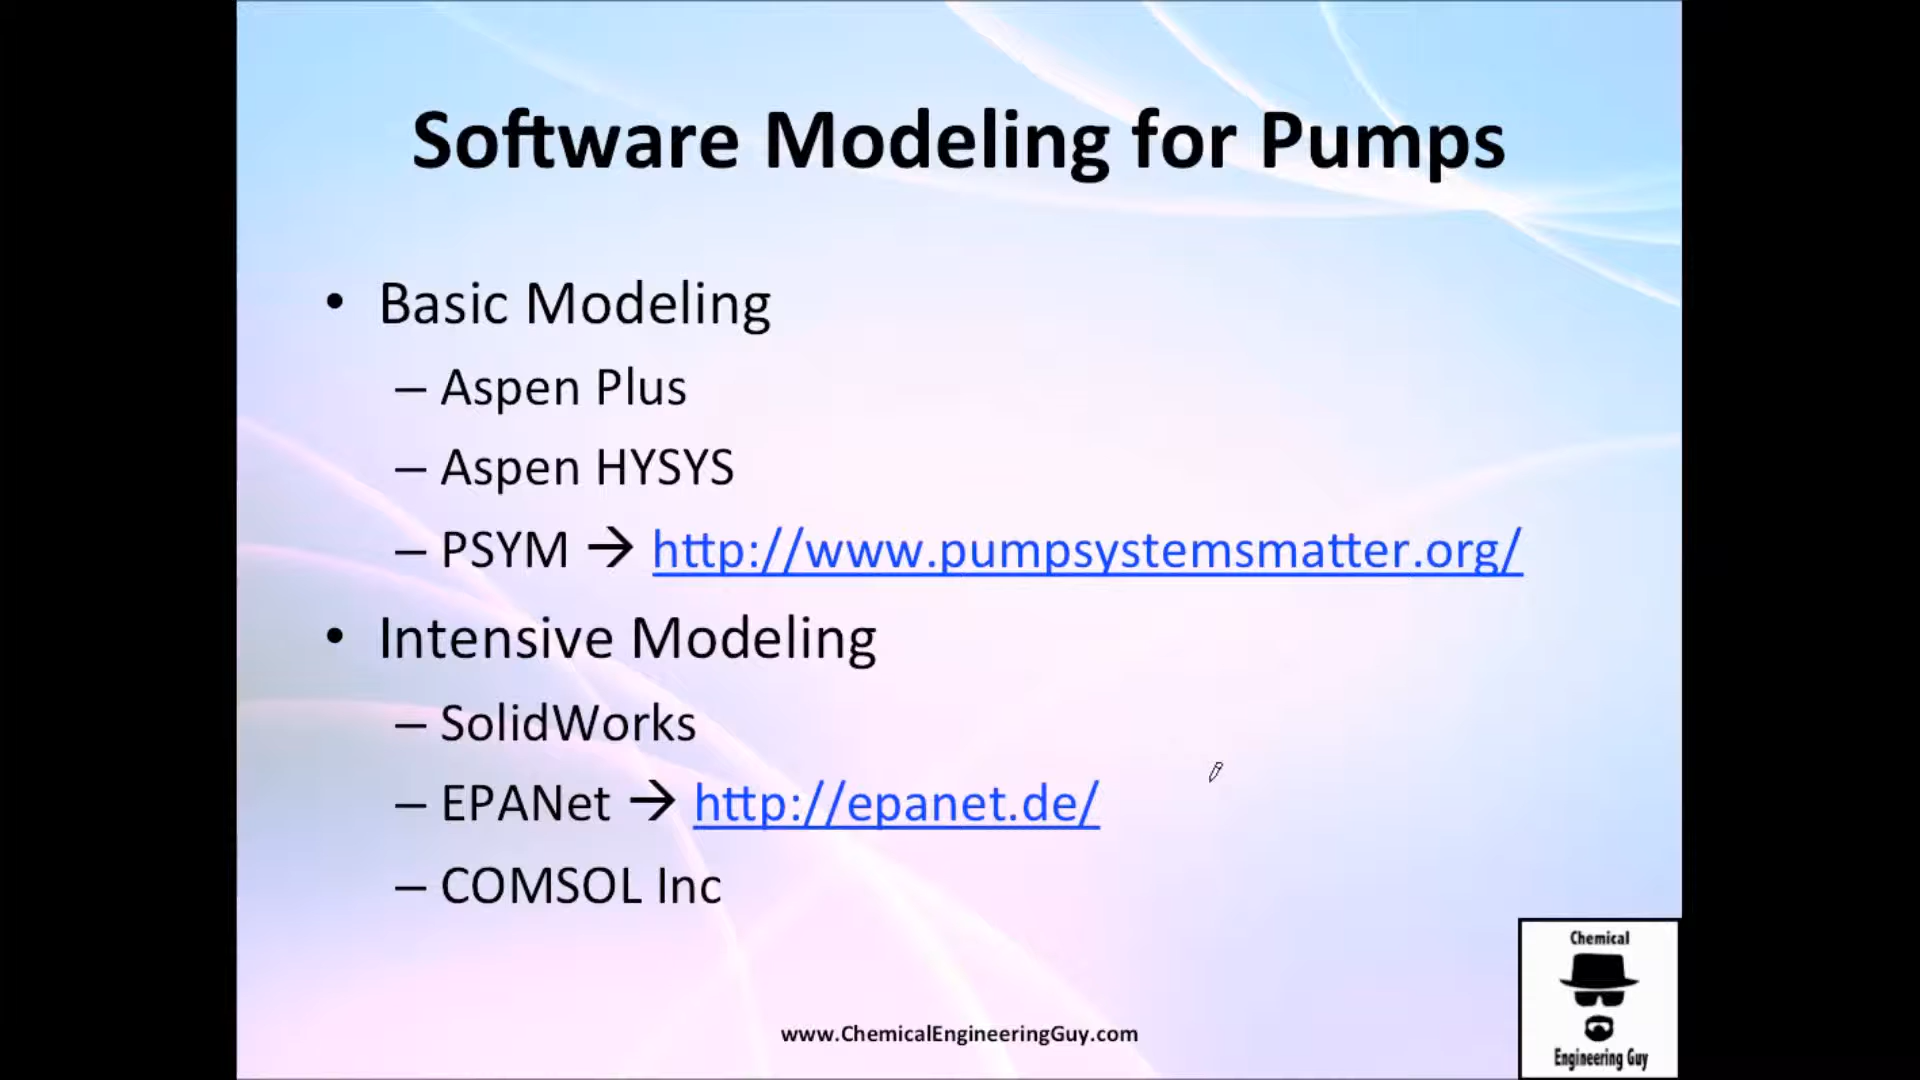 Software Modeling for Pumps
• Basic Modeling
– Aspen Plus
– Aspen HYSYS
– PSYM → http://www.pumpsystemsmatter.org/
• Intensive Modeling
– SolidWorks
– EPANet → http://epanet.de/
– COMSOL Inc
www.ChemicalEngineeringGuy.com
Chemical
Engineering Guy